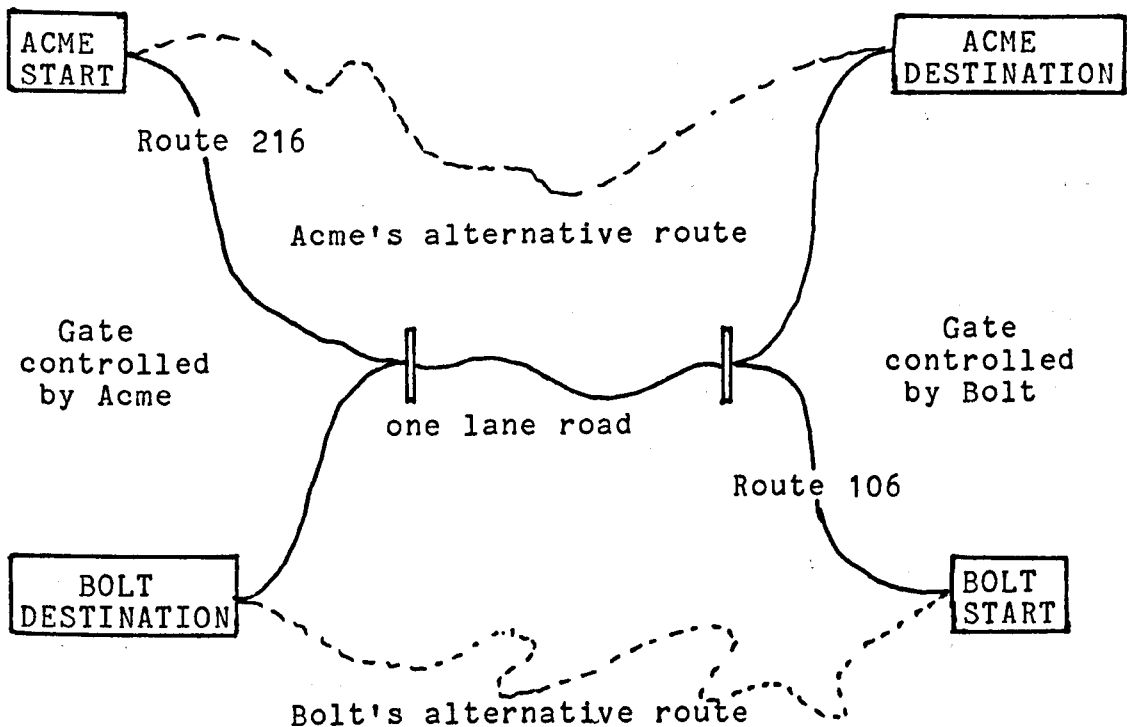 ACME
START
ACME
DESTINATION
Route 216
Acme's alternative route
Gate
controlled
by Acme
Gate
controlled
by Bolt
one lane road
Route 106
BOLT
DESTINATION
BOLT
START
Bolt's alternative route